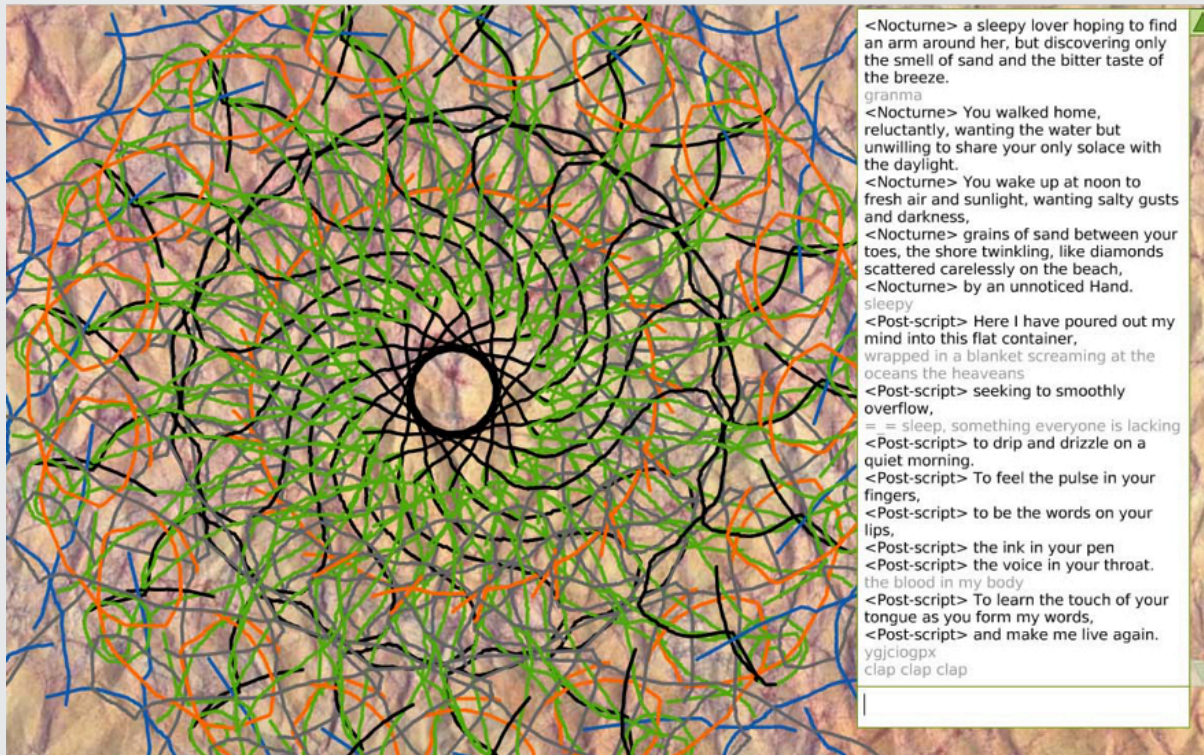 <Nocturne> a sleepy lover hoping to find
an arm around her, but discovering only
the smell of sand and the bitter taste of
the breeze.
granma
<Nocturne> You walked home,
reluctantly, wanting the water but
unwilling to share your only solace with
the daylight.
<Nocturne> You wake up at noon to
fresh air and sunlight, wanting salty gusts
and darkness,
<Nocturne> grains of sand between your
toes, the shore twinkling, like diamonds
scattered carelessly on the beach,
<Nocturne> by an unnoticed Hand.
sleepy
<Post-script> Here I have poured out my
mind into this flat container,
wrapped in a blanket screaming at the
oceans the heaveans
<Post-script> seeking to smoothly
overflow,
= = sleep, something everyone is lacking
<Post-script> to drip and drizzle on a
quiet morning.
<Post-script> To feel the pulse in your
fingers,
<Post-script> to be the words on your
lips,
<Post-script> the ink in your pen
<Post-script> the voice in your throat.
the blood in my body
<Post-script> To learn the touch of your
tongue as you form my words,
<Post-script> and make me live again.
ygjciogpx
clap clap clap